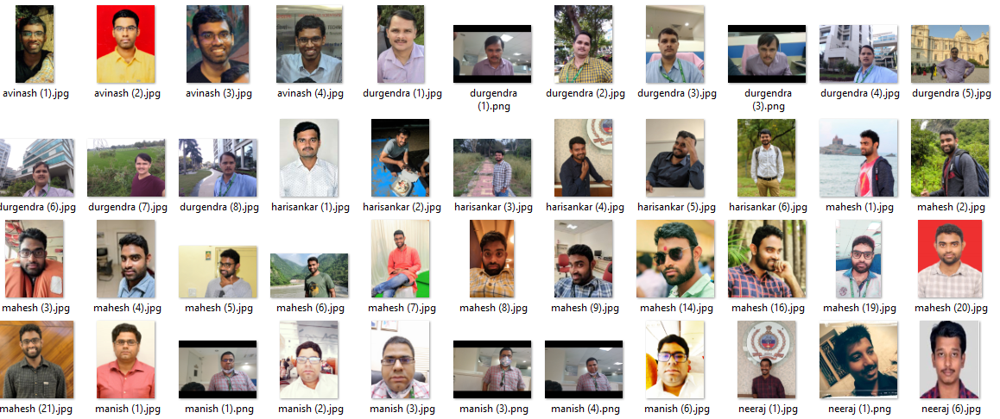 avinash (1).jpg
avinash (2).jpg
avinash (3).jpg
avinash (4).jpg
durgendra (1).jpg
durgendra
(1).png
durgendra (2).jpg
durgendra (3).jpg
durgendra
(3).png
durgendra (4).jpg
durgendra (5).jpg
durgendra (6).jpg
durgendra (7).jpg
durgendra (8).jpg
harisankar (1).jpg
harisankar (2).jpg
harisankar (3).jpg
harisankar (4).jpg
harisankar (5).jpg
harisankar (6).jpg
mahesh (1).jpg
mahesh (2).jpg
mahesh (3).jpg
mahesh (4).jpg
mahesh (5).jpg
mahesh (6).jpg
mahesh (7).jpg
mahesh (8).jpg
mahesh (9).jpg
mahesh (14).jpg
mahesh (16).jpg
mahesh (19).jpg
mahesh (20).jpg
mahesh (21).jpg
manish (1).jpg
manish (1).png
manish (2).jpg
manish (3).jpg
manish (3).png
manish (4).png
manish (6).jpg
neeraj (1).jpg
neeraj (1).png
neeraj (6).jpg